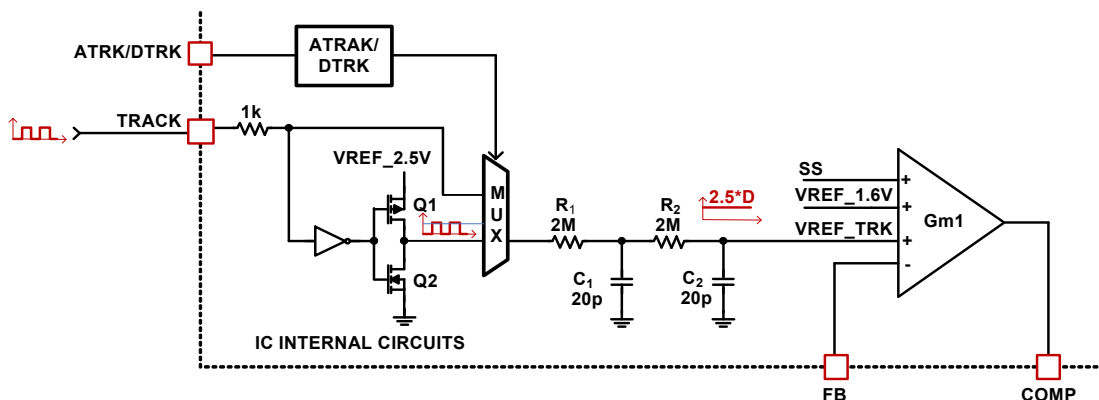 ATRK/DTRK
ATRAK/
DTRK
TRACK
1k
VREF_2.5V
Q1
Q2
M
U
X
R1
2M
R2
2M
C1
20p
C2
20p
2.5*D
SS
VREF_1.6V
VREF_TRK
+
+
+
-
Gm1
IC INTERNAL CIRCUITS
FB
COMP